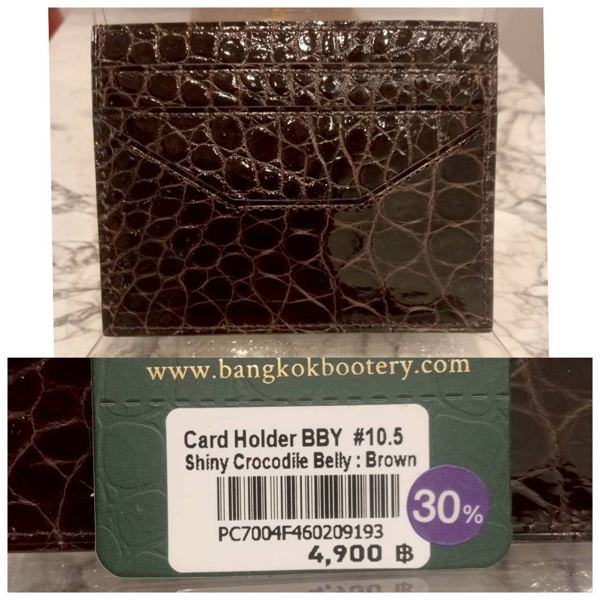 www.bangkokbootery.com
Card Holder BBY #10.5
Shiny Crocodile Belly : Brown
30%
PC7004F460209193
4,900 ฿